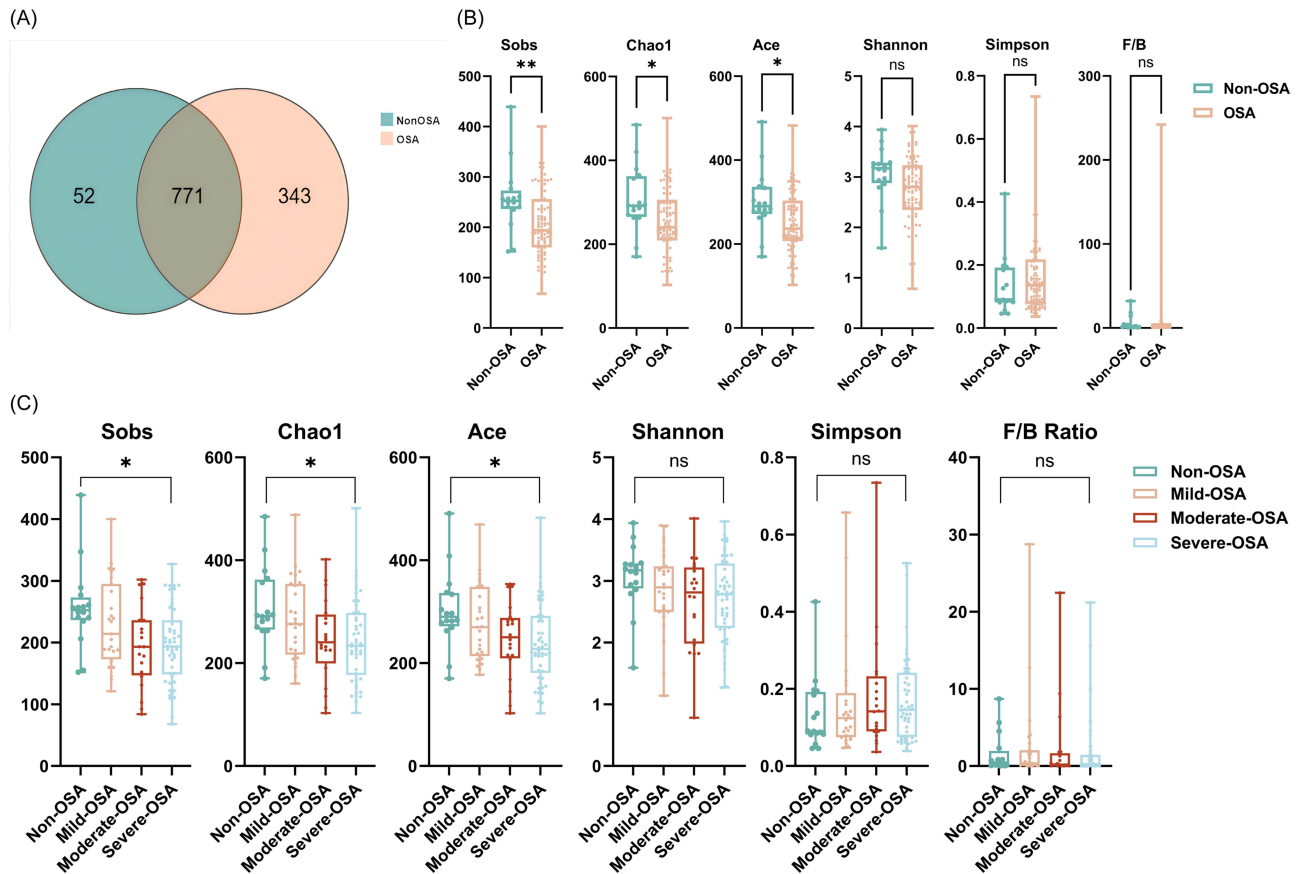 (A)
52
771
343
NonOSA
OSA
(B)
Sobs
Chao1
Ace
Shannon
Simpson
F/B
**
*
*
ns
ns
ns
500
400
300
200
100
0
600
400
200
0
600
400
200
0
5
4
3
2
1
0
0.8
0.6
0.4
0.2
0.0
300
200
100
0
Non-OSA
OSA
Non-OSA
OSA
Non-OSA
OSA
Non-OSA
OSA
Non-OSA
OSA
Non-OSA
OSA
Non-OSA
OSA
(C)
Sobs
Chao1
Ace
Shannon
Simpson
F/B Ratio
*
*
*
ns
ns
ns
500
400
300
200
100
0
600
400
200
0
600
400
200
0
5
4
3
2
1
0
0.8
0.6
0.4
0.2
0.0
40
30
20
10
0
Non-OSA
Mild-OSA
Moderate-OSA
Severe-OSA
Non-OSA
Mild-OSA
Moderate-OSA
Severe-OSA
Non-OSA
Mild-OSA
Moderate-OSA
Severe-OSA
Non-OSA
Mild-OSA
Moderate-OSA
Severe-OSA
Non-OSA
Mild-OSA
Moderate-OSA
Severe-OSA
Non-OSA
Mild-OSA
Moderate-OSA
Severe-OSA
Non-OSA
Mild-OSA
Moderate-OSA
Severe-OSA